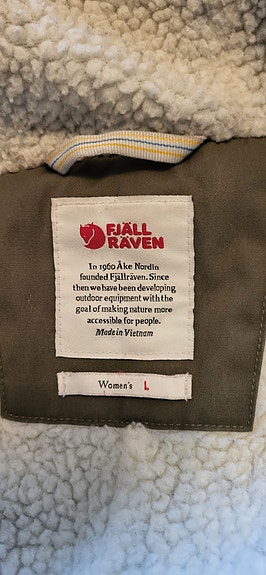 FJÄLL
RÄVEN
In 1960 Åke Nordin
founded Fjällräven. Since
then we have been developing
outdoor equipment with the
goal of making nature more
accessible for people.
Made in Vietnam
Women's L